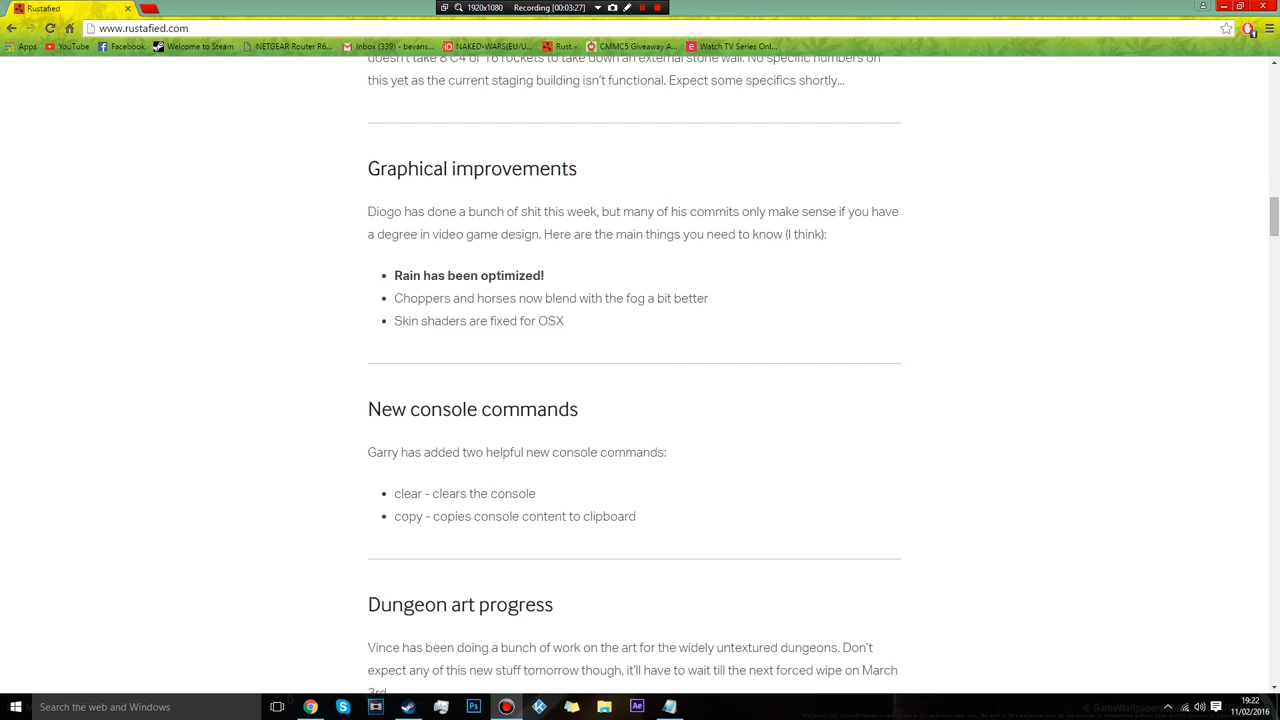 Rustafied
1920x1080 Recording [00:03:27]
www.rustafied.com
Apps YouTube Facebook Welcome to Steam NETGEAR Router R6... Inbox (339) - bevans... NAKED-WARS(EU/U... Rust - CMMC5 Giveaway A... Watch TV Series Onl...
doesn't take 8 C4 or 16 rockets to take down an external stone wall. No specific numbers on
this yet as the current staging building isn't functional. Expect some specifics shortly...
Graphical improvements
Diogo has done a bunch of shit this week, but many of his commits only make sense if you have
a degree in video game design. Here are the main things you need to know (I think):
Rain has been optimized!
Choppers and horses now blend with the fog a bit better
Skin shaders are fixed for OSX
New console commands
Garry has added two helpful new console commands:
clear - clears the console
copy - copies console content to clipboard
Dungeon art progress
Vince has been doing a bunch of work on the art for the widely untextured dungeons. Don't
expect any of this new stuff tomorrow though, it'll have to wait till the next forced wipe on March
3rd.
Search the web and Windows
19:22
11/02/2016